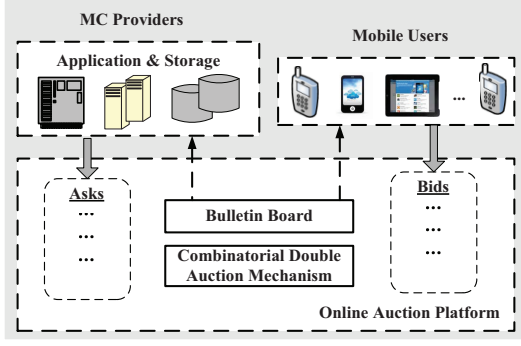 MC Providers
Mobile Users
Application & Storage
...
Asks
...
...
...
Bids
...
...
...
Bulletin Board
Combinatorial Double
Auction Mechanism
Online Auction Platform